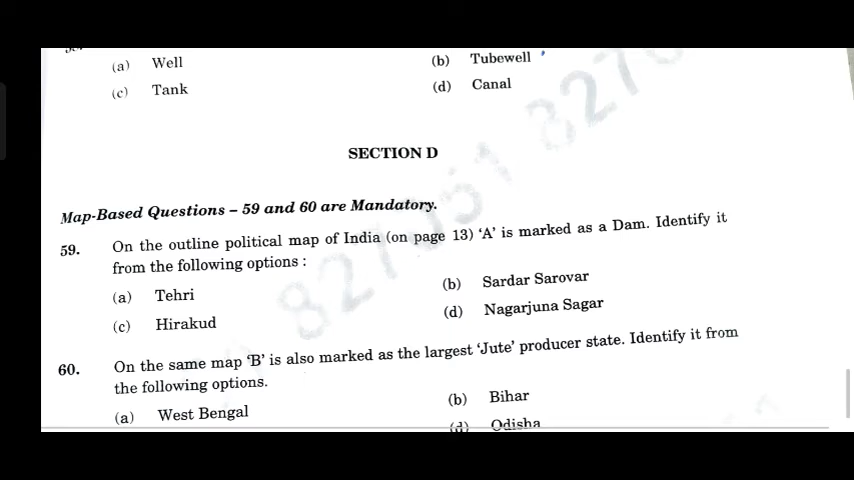 (a) Well (b) Tubewell
(c) Tank (d) Canal
SECTION D
Map-Based Questions – 59 and 60 are Mandatory.
59. On the outline political map of India (on page 13) ‘A’ is marked as a Dam. Identify it
from the following options :
(a) Tehri (b) Sardar Sarovar
(c) Hirakud (d) Nagarjuna Sagar
60. On the same map ‘B’ is also marked as the largest ‘Jute’ producer state. Identify it from
the following options.
(a) West Bengal (b) Bihar
(d) Odisha